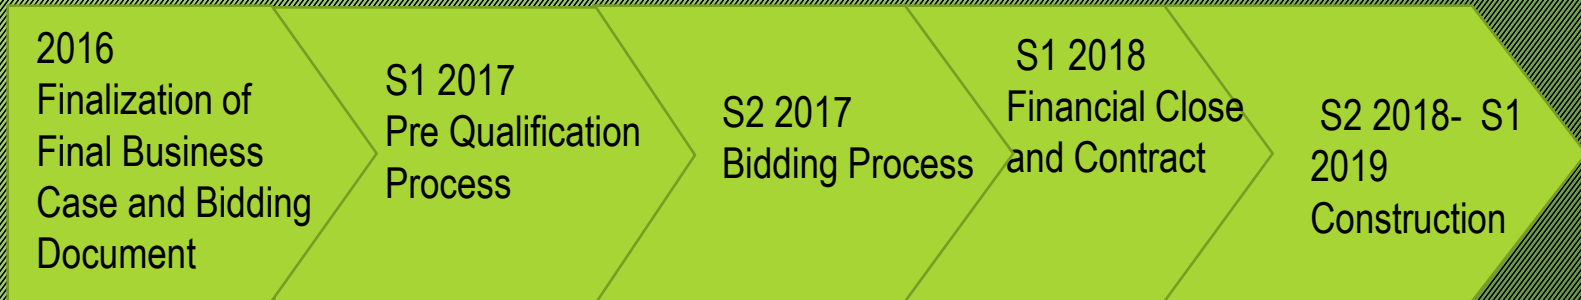 2016
Finalization of
Final Business
Case and Bidding
Document
S1 2017
Pre Qualification
Process
S2 2017
Bidding Process
S1 2018
Financial Close
and Contract
S2 2018- S1
2019
Construction